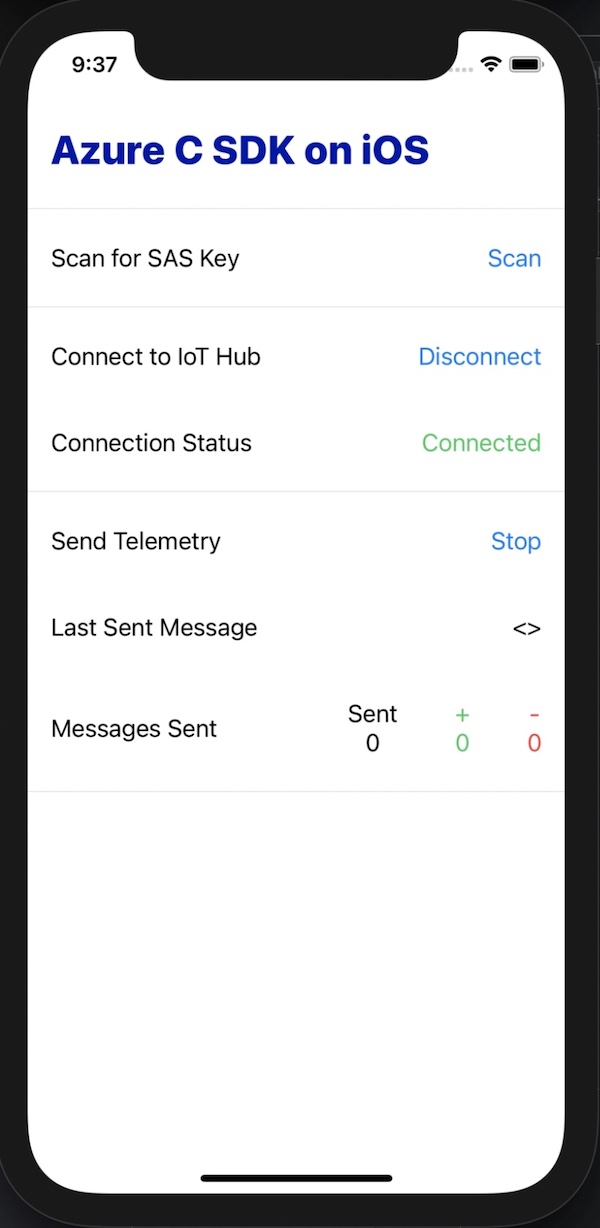 9:37
Azure C SDK on iOS
Scan for SAS Key Scan
Connect to IoT Hub Disconnect
Connection Status Connected
Send Telemetry Stop
Last Sent Message <>
Messages Sent Sent + -
0 0 0